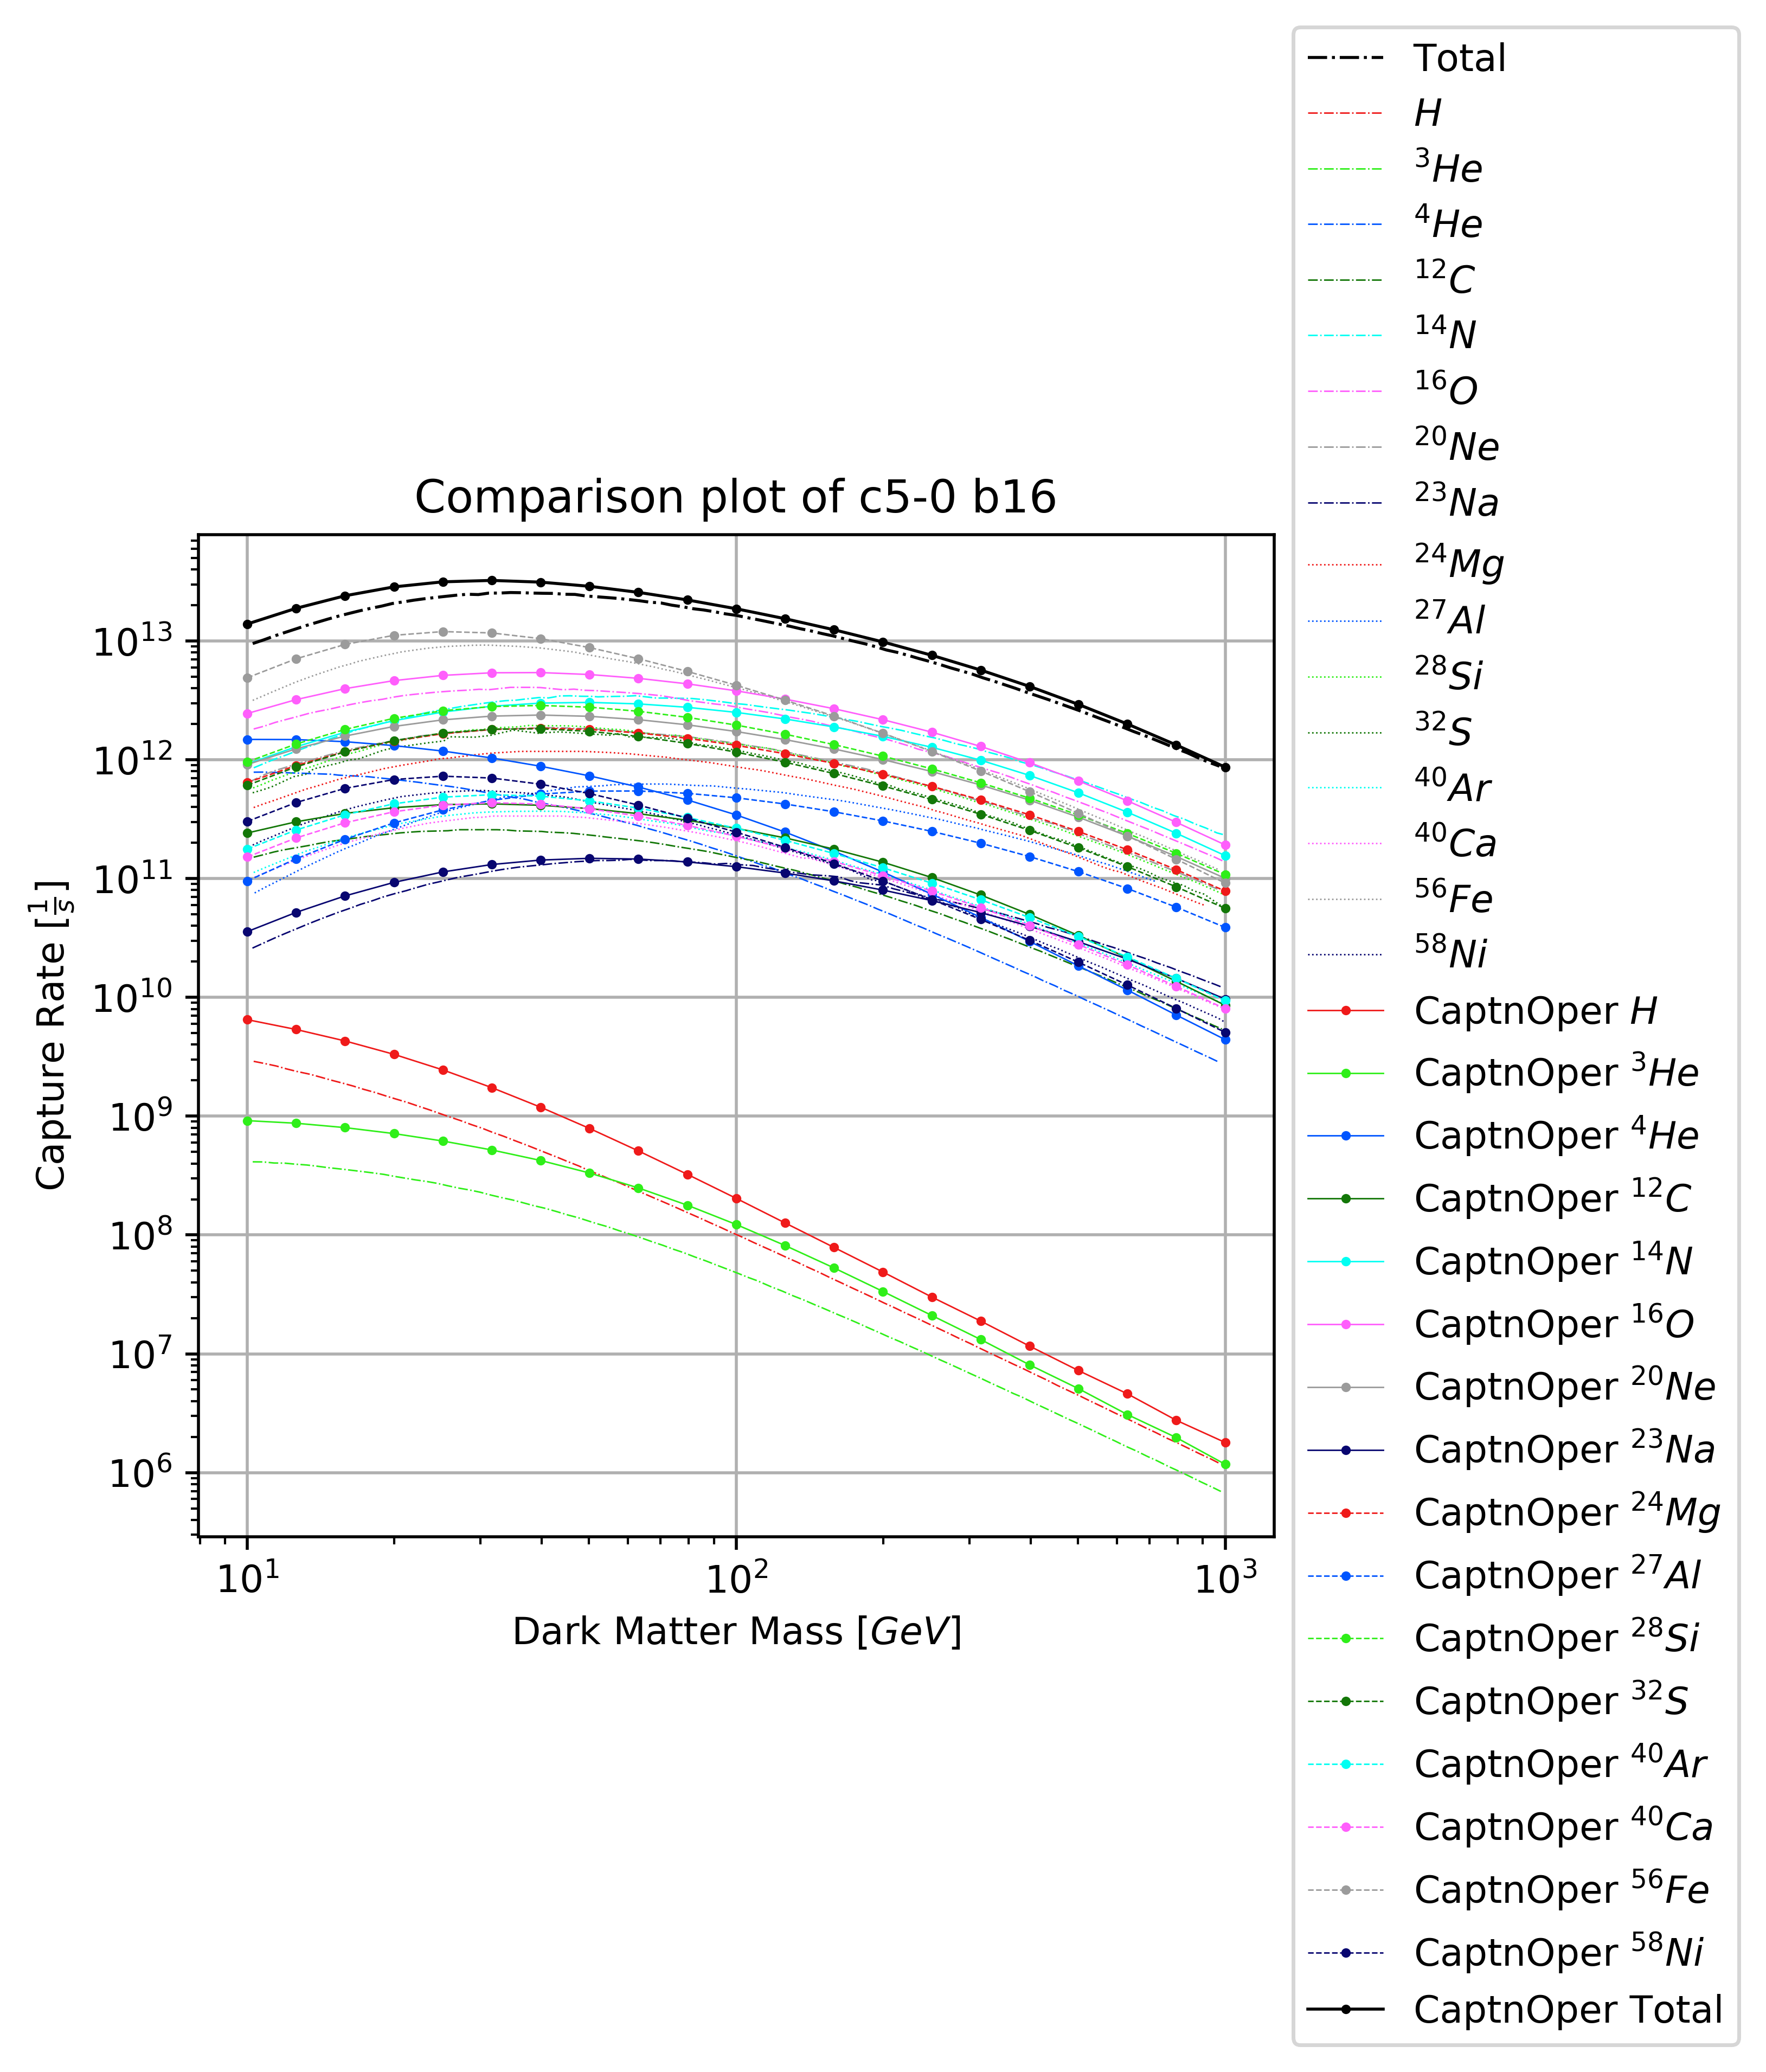 Comparison plot of c5-0 b16
Capture Rate [1/s]
10^13
10^12
10^11
10^10
10^9
10^8
10^7
10^6
10^1
10^2
10^3
Dark Matter Mass [GeV]
Total
H
^3He
^4He
^12C
^14N
^16O
^20Ne
^23Na
^24Mg
^27Al
^28Si
^32S
^40Ar
^40Ca
^56Fe
^58Ni
CaptnOper H
CaptnOper ^3He
CaptnOper ^4He
CaptnOper ^12C
CaptnOper ^14N
CaptnOper ^16O
CaptnOper ^20Ne
CaptnOper ^23Na
CaptnOper ^24Mg
CaptnOper ^27Al
CaptnOper ^28Si
CaptnOper ^32S
CaptnOper ^40Ar
CaptnOper ^40Ca
CaptnOper ^56Fe
CaptnOper ^58Ni
CaptnOper Total